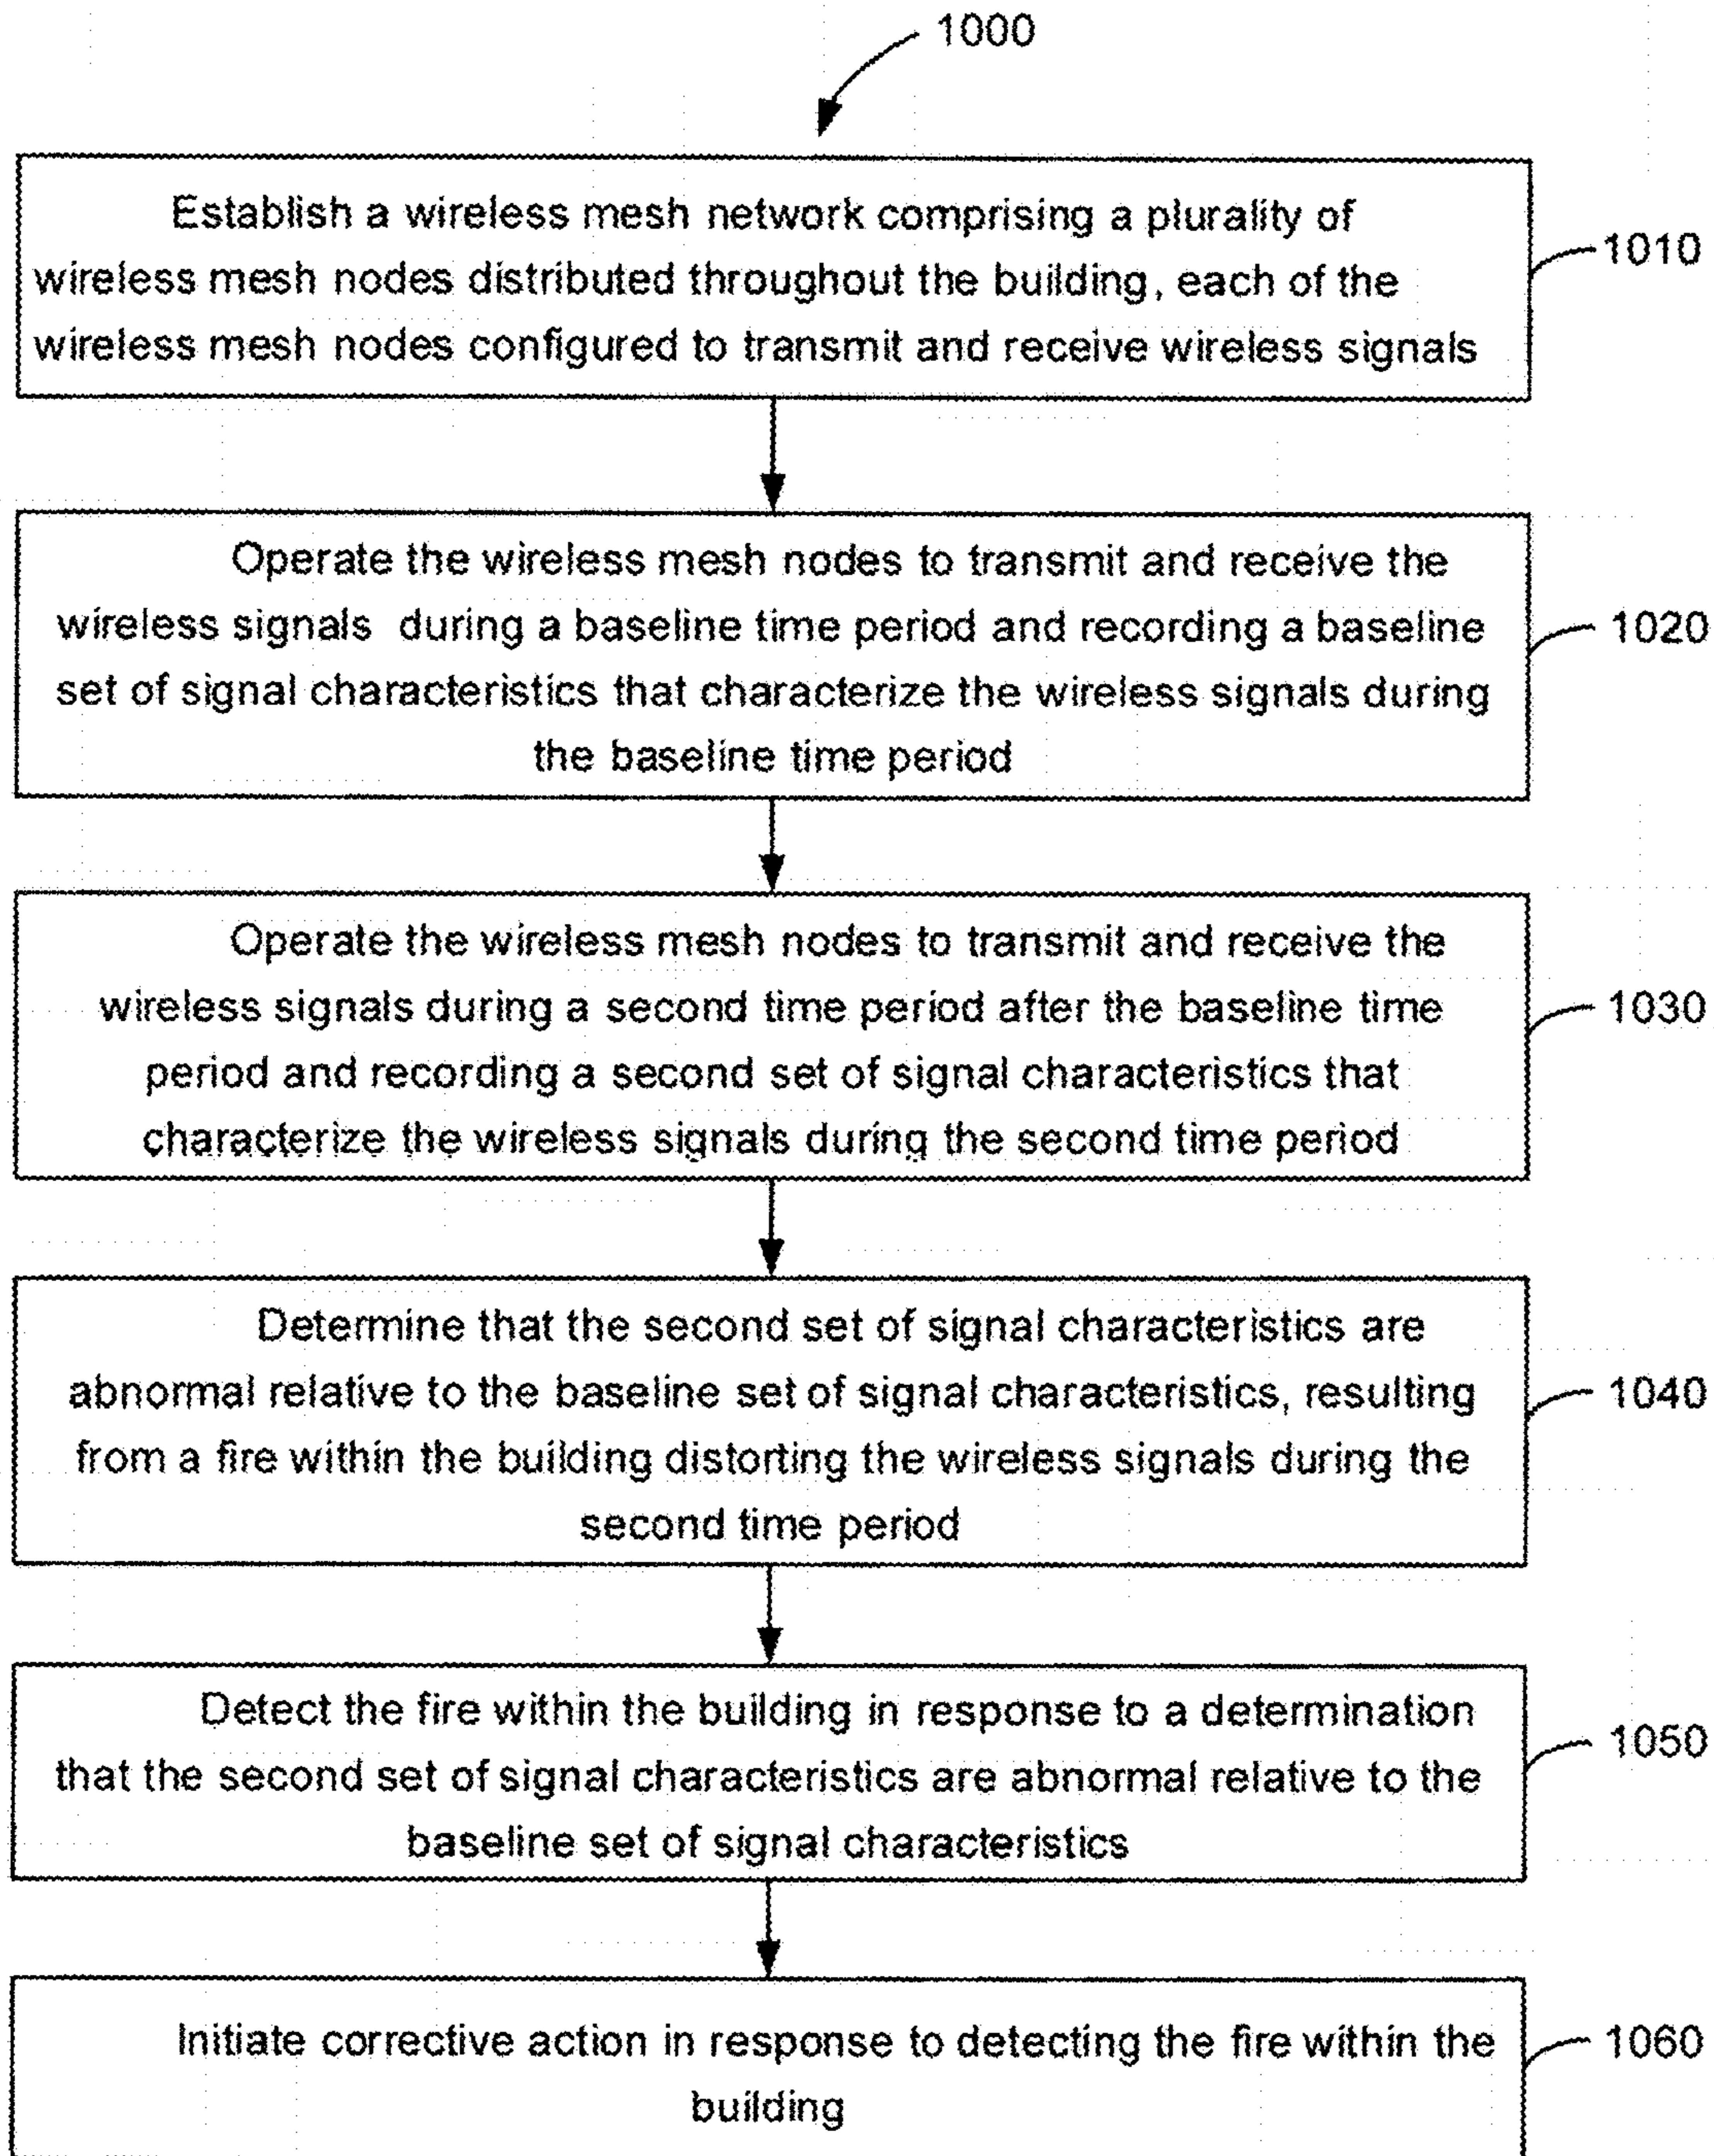 1000
Establish a wireless mesh network comprising a plurality of
wireless mesh nodes distributed throughout the building, each of the
wireless mesh nodes configured to transmit and receive wireless signals
1010
Operate the wireless mesh nodes to transmit and receive the
wireless signals during a baseline time period and recording a baseline
set of signal characteristics that characterize the wireless signals during
the baseline time period
1020
Operate the wireless mesh nodes to transmit and receive the
wireless signals during a second time period after the baseline time
period and recording a second set of signal characteristics that
characterize the wireless signals during the second time period
1030
Determine that the second set of signal characteristics are
abnormal relative to the baseline set of signal characteristics, resulting
from a fire within the building distorting the wireless signals during the
second time period
1040
Detect the fire within the building in response to a determination
that the second set of signal characteristics are abnormal relative to the
baseline set of signal characteristics
1050
Initiate corrective action in response to detecting the fire within the
building
1060